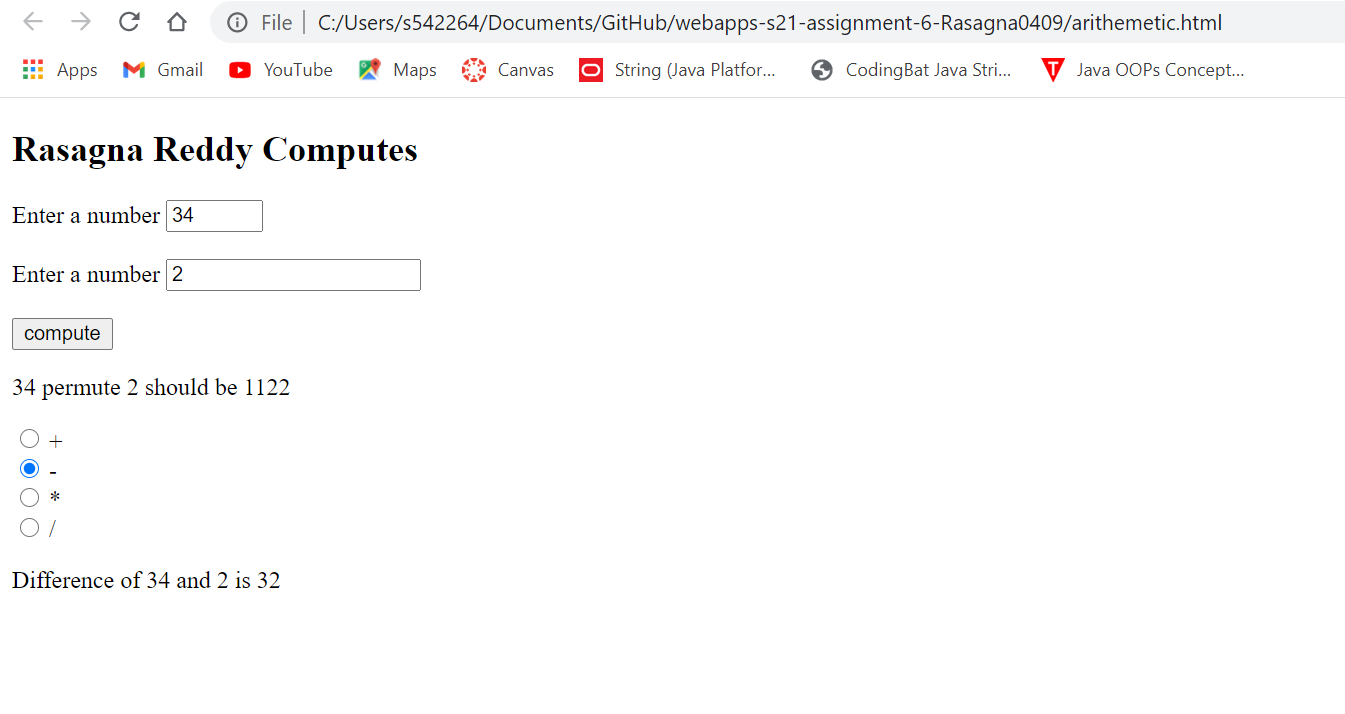 File | C:/Users/s542264/Documents/GitHub/webapps-s21-assignment-6-Rasagna0409/arithemetic.html
Apps Gmail YouTube Maps Canvas String (Java Platfor... CodingBat Java Stri... Java OOPs Concept...
Rasagna Reddy Computes
Enter a number 34
Enter a number 2
compute
34 permute 2 should be 1122
+
-
*
/
Difference of 34 and 2 is 32